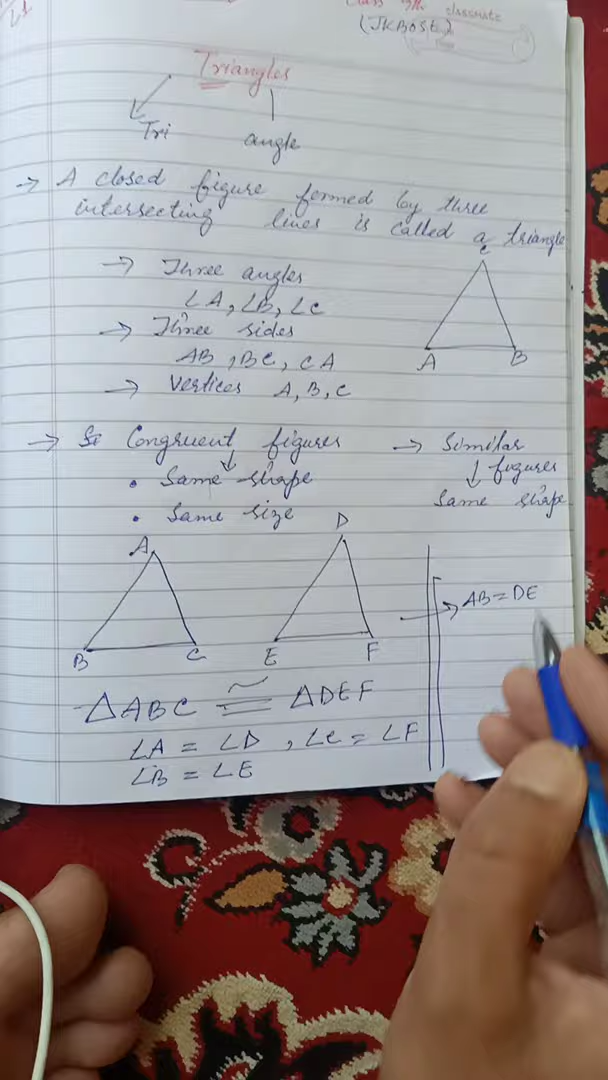 classmate
(JKBOSE)
Triangles
Tri angle
→ A closed figure formed by three
intersecting lines is called a triangle
→ Three angles
∠A, ∠B, ∠C
→ Three sides
AB, BC, CA
→ Vertices A, B, C
C
A B
→ Congruent figures
• Same shape
• Same size
→ Similar
figures
Same shape
A D
B C E F
△ABC ≅ △DEF
∠A = ∠D, ∠C = ∠F
∠B = ∠E
→ AB = DE